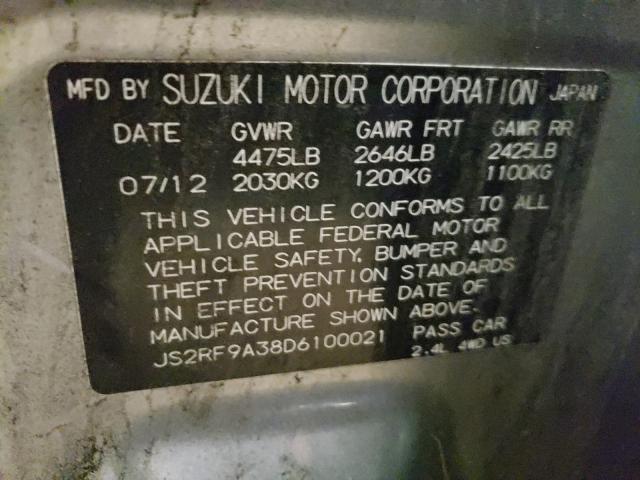 MFD BY SUZUKI MOTOR CORPORATION JAPAN
DATE GVWR GAWR FRT GAWR RR
4475LB 2646LB 2425LB
07/12 2030KG 1200KG 1100KG
THIS VEHICLE CONFORMS TO ALL
APPLICABLE FEDERAL MOTOR
VEHICLE SAFETY, BUMPER AND
THEFT PREVENTION STANDARDS
IN EFFECT ON THE DATE OF
MANUFACTURE SHOWN ABOVE.
JS2RF9A38D6100021 PASS CAR
2.4L 4WD US